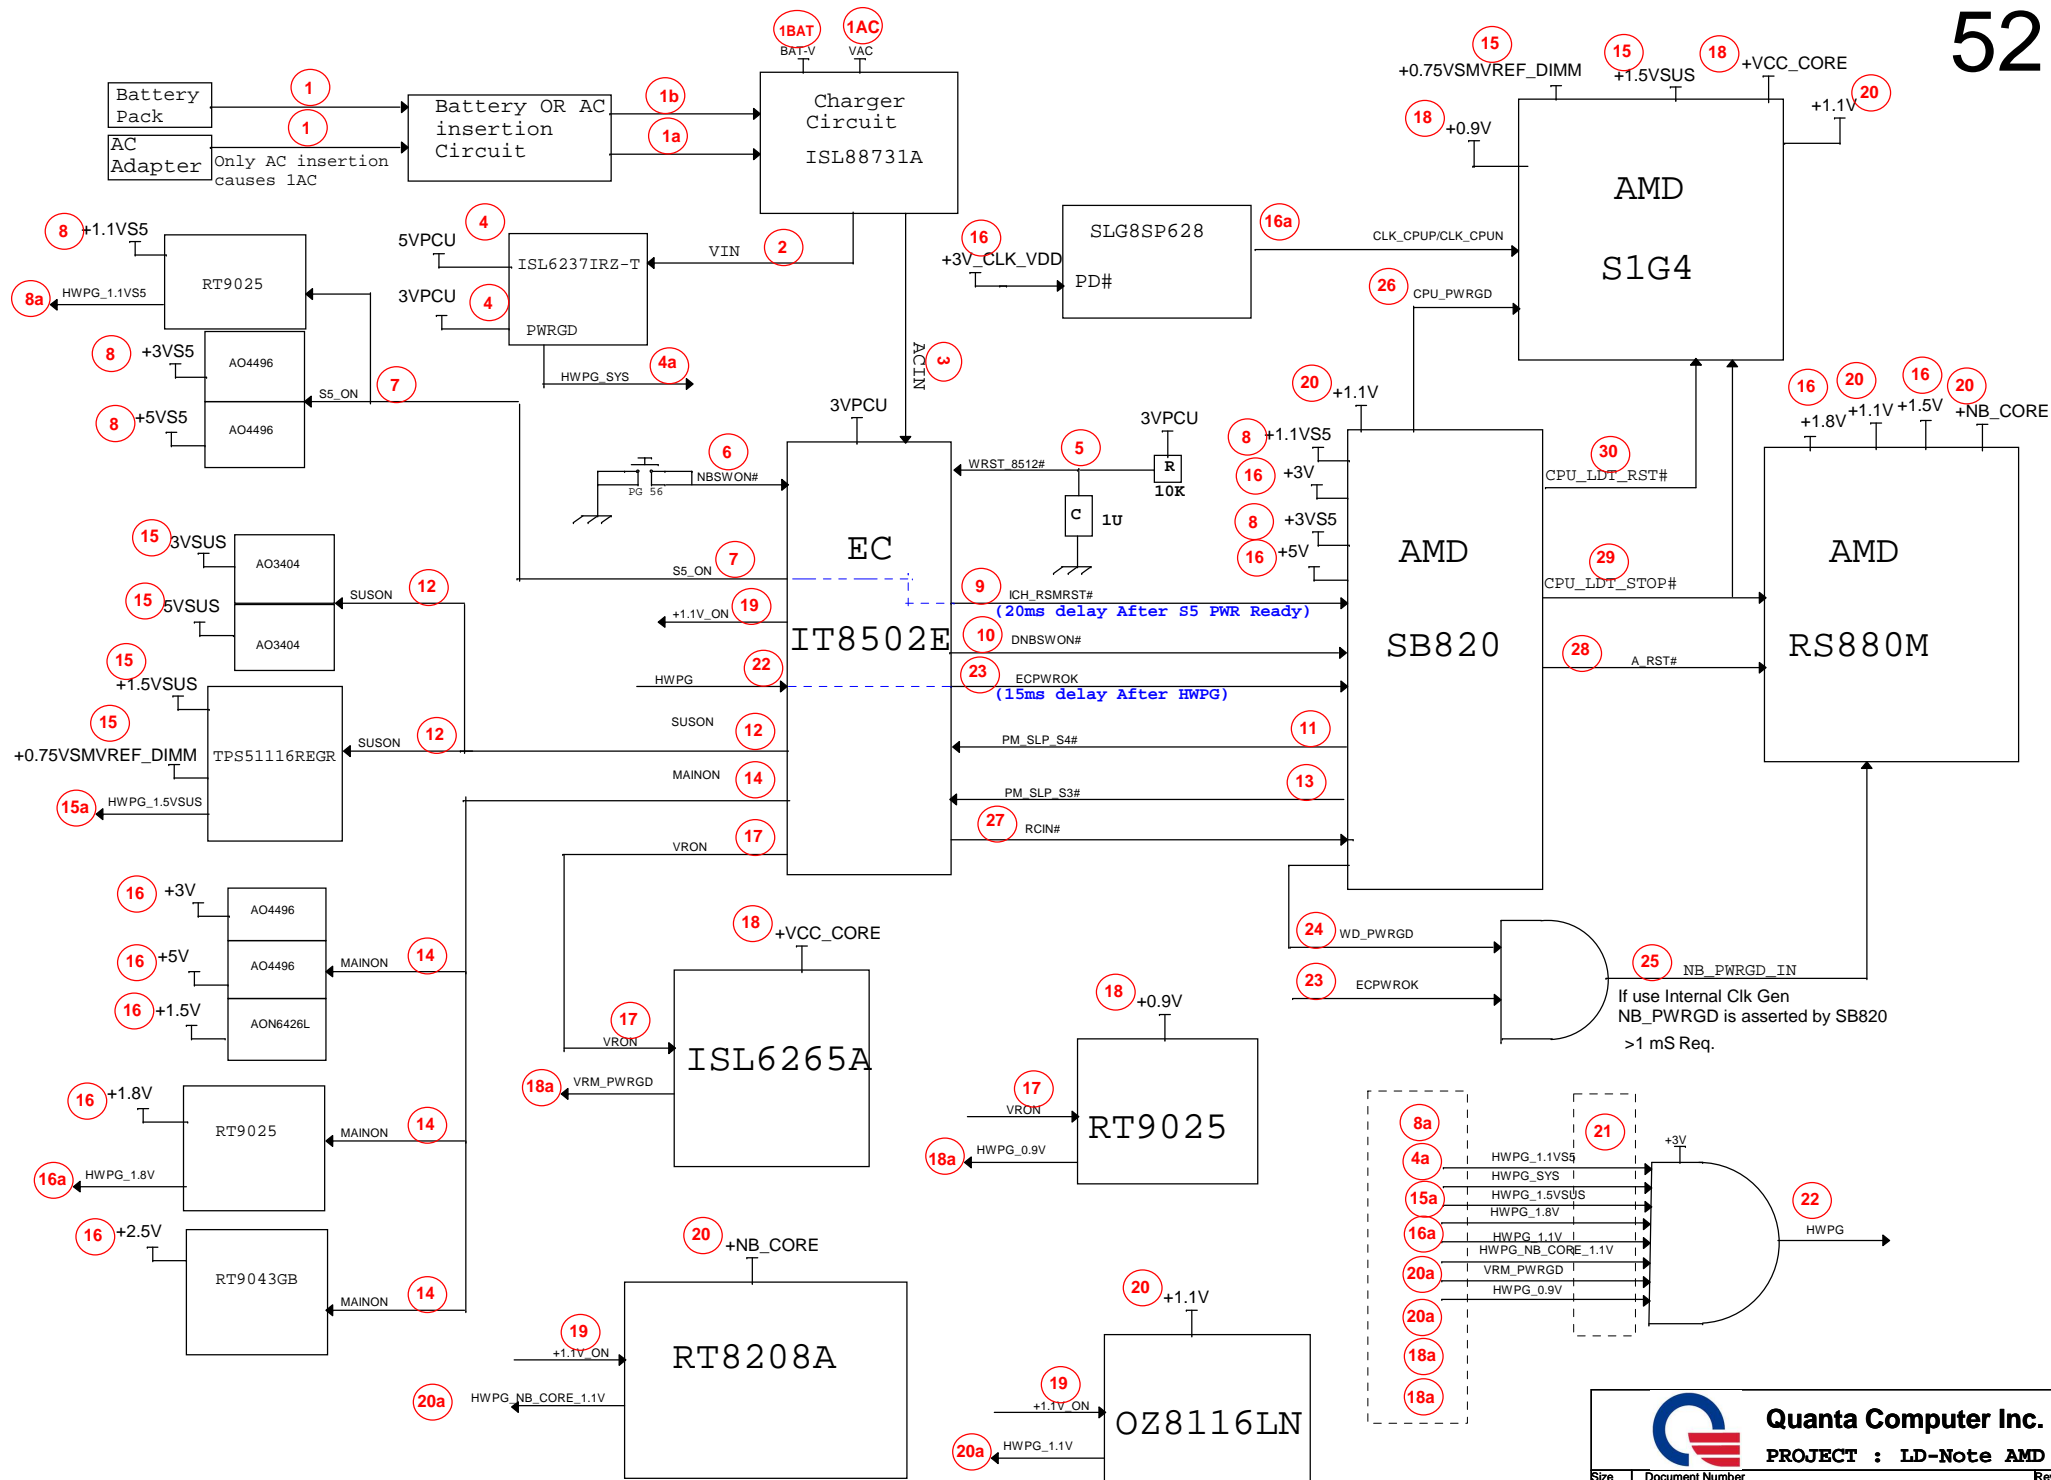 52
1BAT
BAT-V
1AC
VAC
Battery
Pack
AC
Adapter
1
1
Only AC insertion
causes 1AC
Battery OR AC
insertion
Circuit
1b
1a
Charger
Circuit
ISL88731A
15
+0.75VSMVREF_DIMM
15
+1.5VSUS
18
+VCC_CORE
20
+1.1V
18
+0.9V
AMD
S1G4
8
+1.1VS5
RT9025
8a
HWPG_1.1VS5
4
5VPCU
ISL6237IRZ-T
VIN
2
3VPCU
4
PWRGD
HWPG_SYS
4a
ACIN
3
SLG8SP628
PD#
16
+3V_CLK_VDD
16a
CLK_CPUP/CLK_CPUN
26
CPU_PWRGD
8
+3VS5
AO4496
7
S5_ON
8
+5VS5
AO4496
3VPCU
6
NBSWON#
PG 56
5
WRST_8512#
3VPCU
R
10K
C
1U
20
+1.1V
8
+1.1VS5
16
+3V
8
+3VS5
16
+5V
16
+1.8V
20
+1.1V
16
+1.5V
20
+NB_CORE
30
CPU_LDT_RST#
29
CPU_LDT_STOP#
28
A_RST#
AMD
SB820
AMD
RS880M
EC
IT8502E
S5_ON
7
+1.1V_ON
19
HWPG
22
SUSON
12
MAINON
14
VRON
17
9
ICH_RSMRST#
(20ms delay After S5 PWR Ready)
10
DNBSWON#
23
ECPWROK
(15ms delay After HWPG)
PM_SLP_S4#
11
PM_SLP_S3#
13
27
RCIN#
15
3VSUS
AO3404
SUSON
12
15
5VSUS
AO3404
15
+1.5VSUS
15
+0.75VSMVREF_DIMM
TPS51116REGR
SUSON
12
15a
HWPG_1.5VSUS
16
+3V
AO4496
16
+5V
AO4496
MAINON
14
16
+1.5V
AON6426L
16
+1.8V
RT9025
MAINON
14
16a
HWPG_1.8V
16
+2.5V
RT9043GB
MAINON
14
18
+VCC_CORE
17
VRON
ISL6265A
18a
VRM_PWRGD
18
+0.9V
17
VRON
RT9025
18a
HWPG_0.9V
24
WD_PWRGD
23
ECPWROK
25
NB_PWRGD_IN
If use Internal Clk Gen
NB_PWRGD is asserted by SB820
>1 mS Req.
20
+NB_CORE
19
+1.1V_ON
RT8208A
20a
HWPG_NB_CORE_1.1V
20
+1.1V
19
+1.1V_ON
OZ8116LN
20a
HWPG_1.1V
8a
4a
15a
16a
20a
20a
18a
18a
21
HWPG_1.1VS5
HWPG_SYS
HWPG_1.5VSUS
HWPG_1.8V
HWPG_1.1V
HWPG_NB_CORE_1.1V
VRM_PWRGD
HWPG_0.9V
+3V
22
HWPG
Quanta Computer Inc.
PROJECT : LD-Note AMD
Size
Document Number
Rev